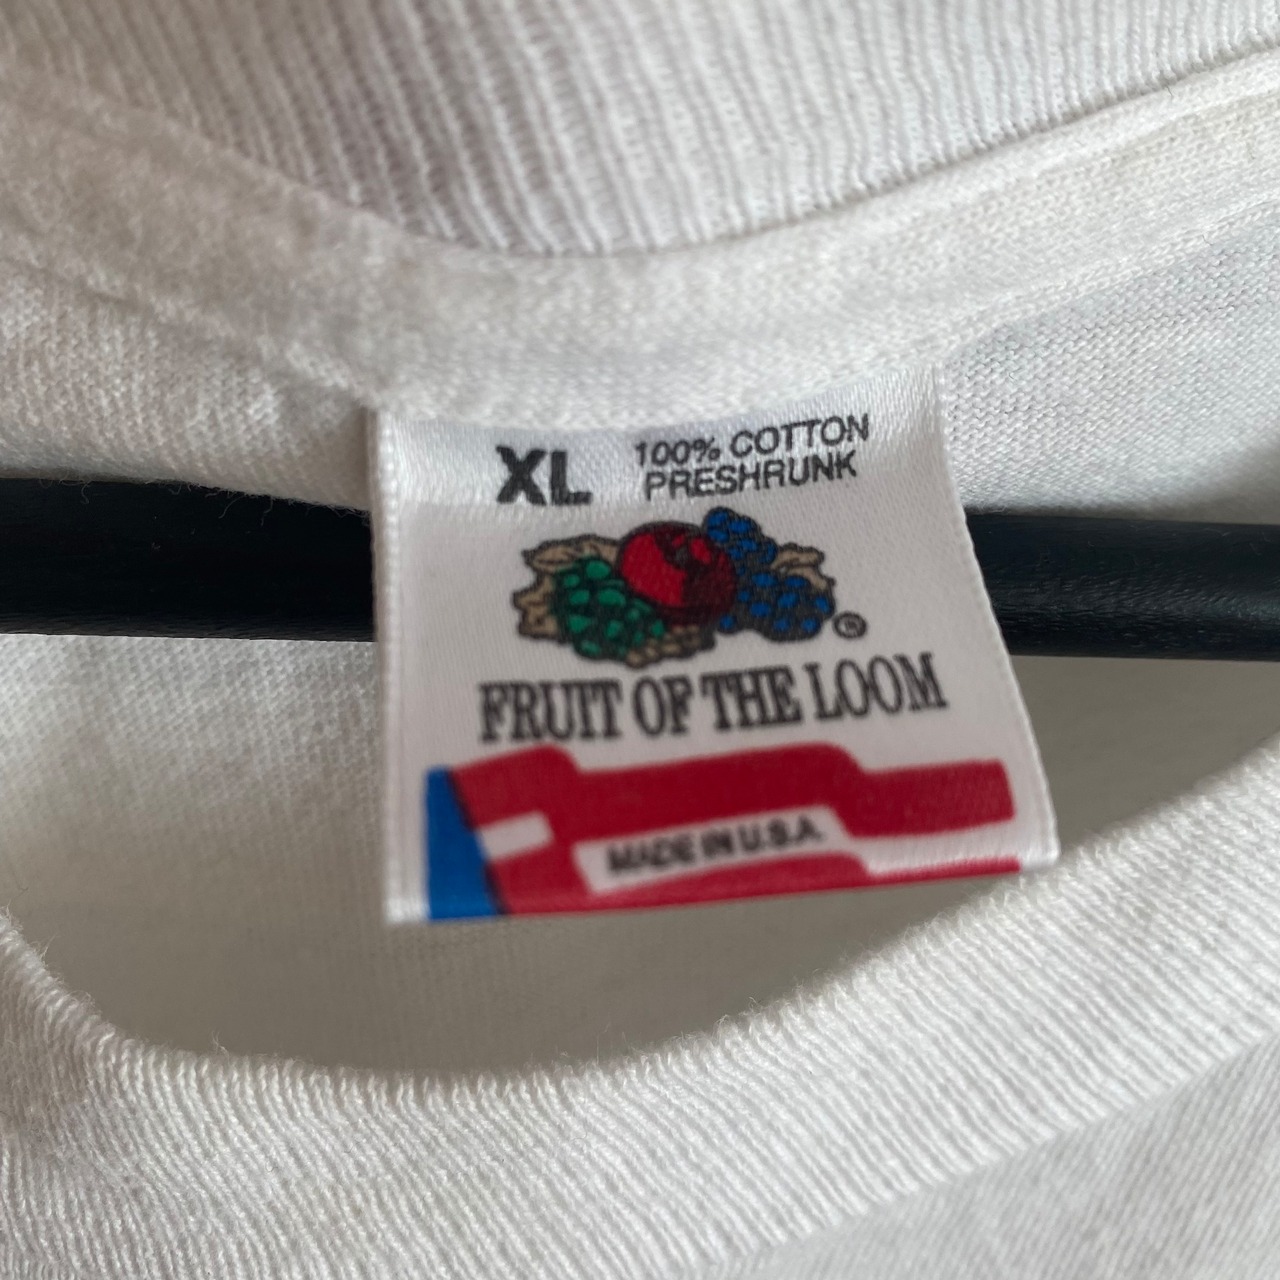 XL
100% COTTON
PRESHRUNK
®
FRUIT OF THE LOOM
MADE IN U.S.A.